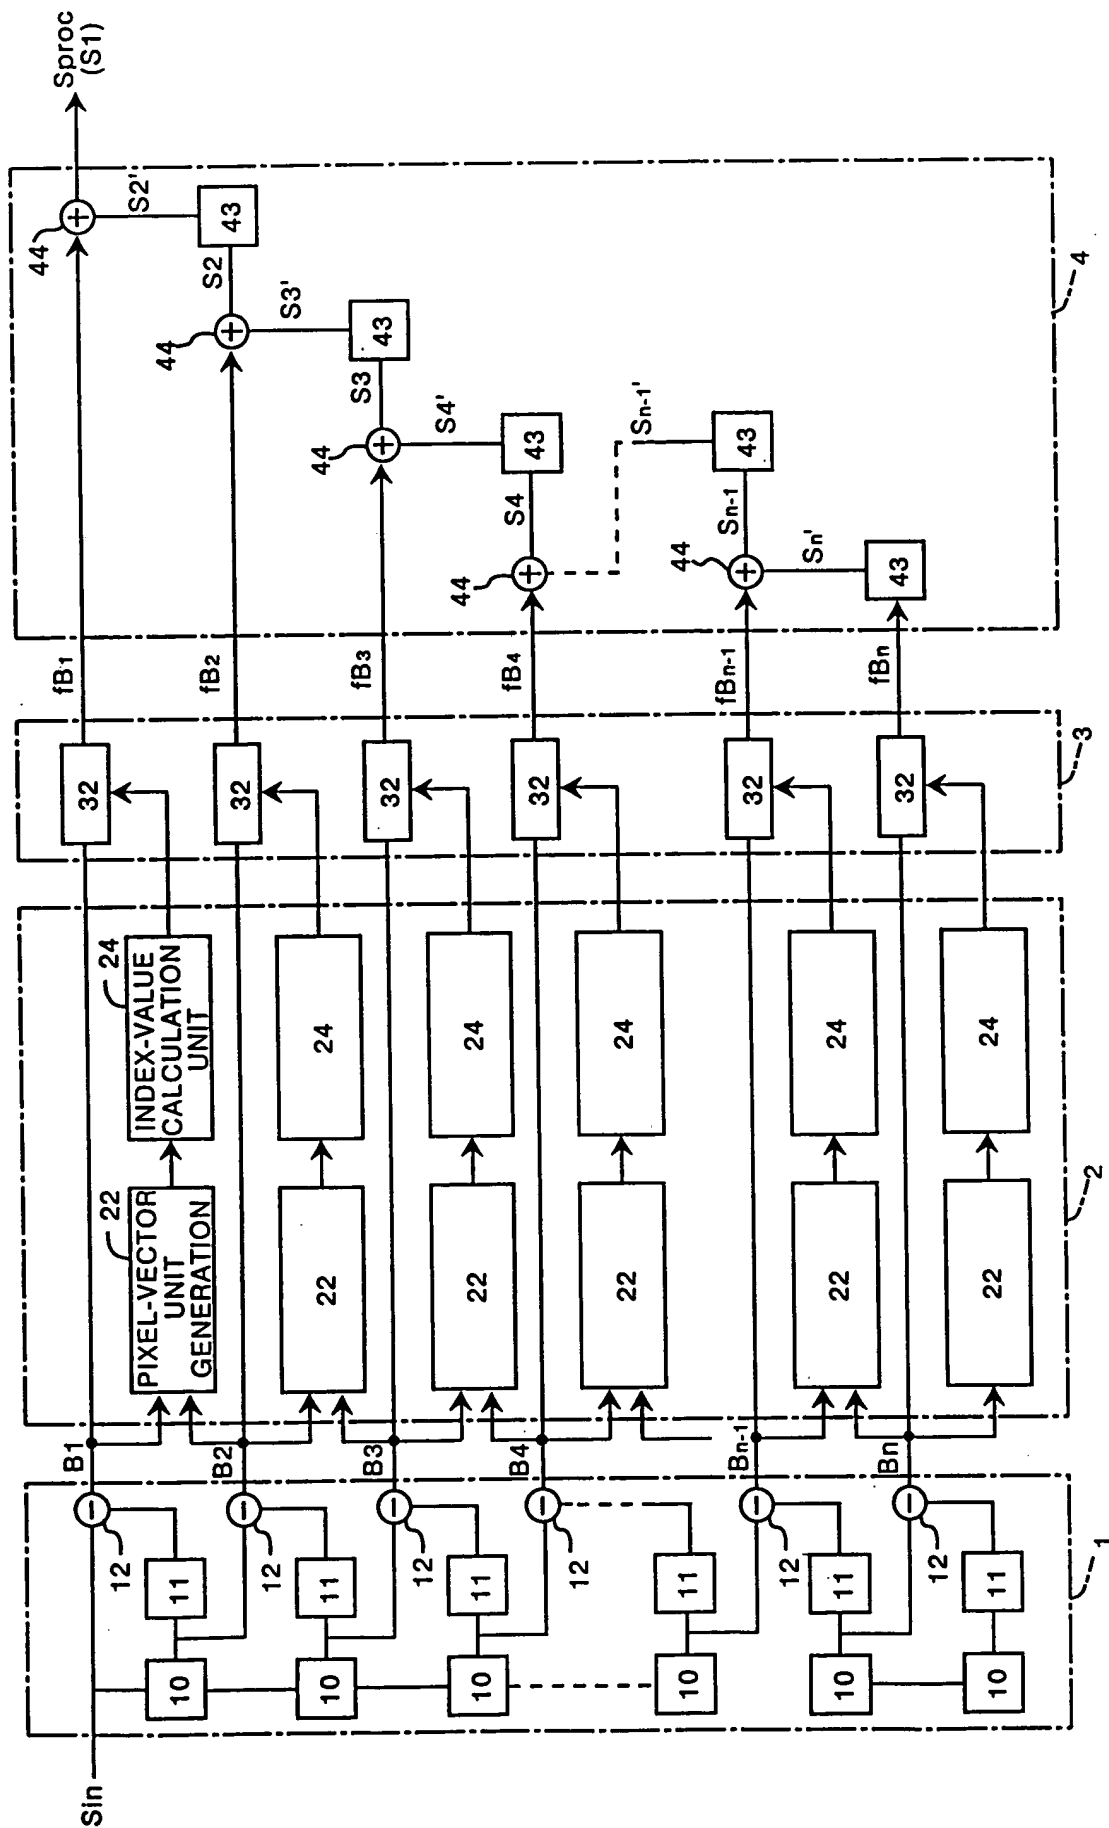 Sin
10
11
12
B1
22
PIXEL-VECTOR
UNIT
GENERATION
24
INDEX-VALUE
CALCULATION
UNIT
32
fB1
44
S2'
Sproc
(S1)
10
11
12
B2
22
24
32
fB2
44
S2
43
S3'
10
11
12
B3
22
24
32
fB3
44
S3
43
S4'
10
11
12
B4
22
24
32
fB4
44
S4
43
Sn-1'
10
11
12
Bn-1
22
24
32
fBn-1
44
Sn-1
43
Sn'
10
11
12
Bn
22
24
32
fBn
43
1
2
3
4